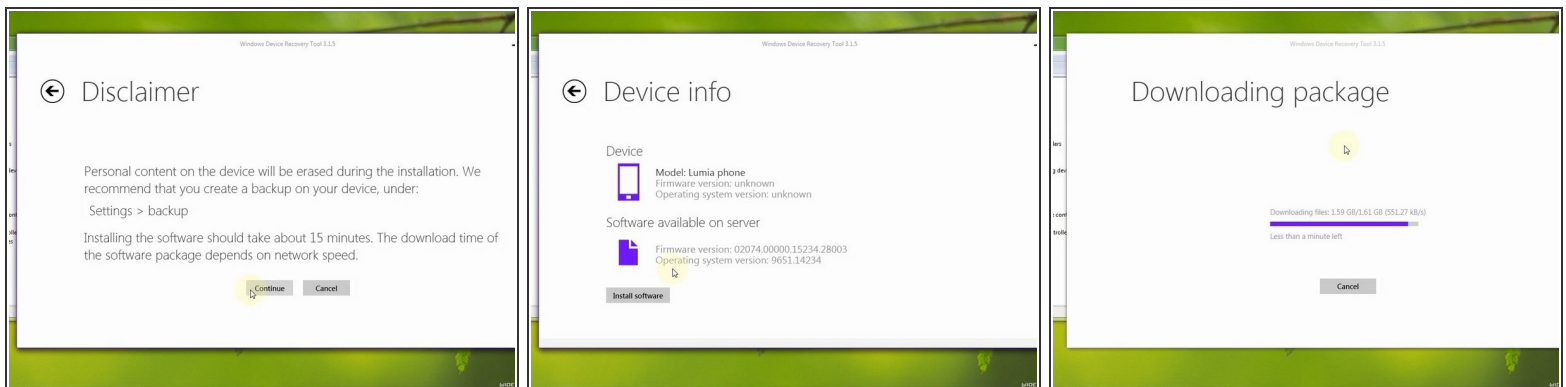 Windows Device Recovery Tool 3.1.5
Disclaimer
Personal content on the device will be erased during the installation. We
recommend that you create a backup on your device, under:
Settings > backup
Installing the software should take about 15 minutes. The download time of
the software package depends on network speed.
Continue
Cancel
Windows Device Recovery Tool 3.1.5
Device info
Device
Model: Lumia phone
Firmware version: unknown
Operating system version: unknown
Software available on server
Firmware version: 02074.00000.15234.28003
Operating system version: 9651.14234
Install software
Windows Device Recovery Tool 3.1.5
Downloading package
Downloading files: 1.59 GB/1.61 GB (551.27 kB/s)
Less than a minute left
Cancel